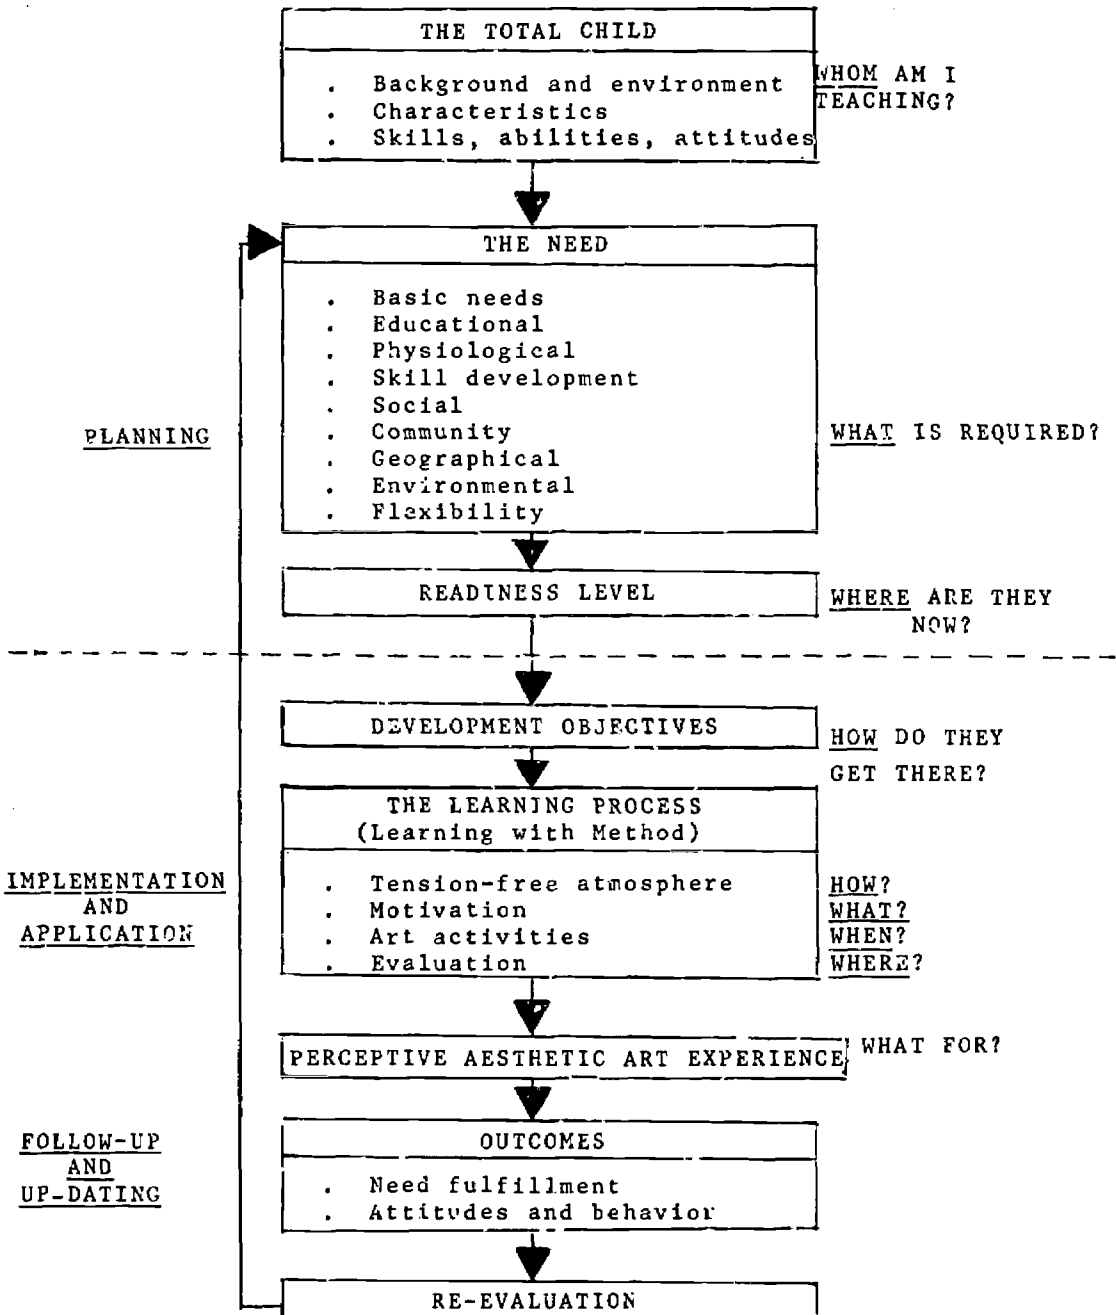 THE TOTAL CHILD
. Background and environment
. Characteristics
. Skills, abilities, attitudes
WHOM AM I
TEACHING?
THE NEED
. Basic needs
. Educational
. Physiological
. Skill development
. Social
. Community
. Geographical
. Environmental
. Flexibility
PLANNING
WHAT IS REQUIRED?
READINESS LEVEL
WHERE ARE THEY
NOW?
DEVELOPMENT OBJECTIVES
HOW DO THEY
GET THERE?
THE LEARNING PROCESS
(Learning with Method)
. Tension-free atmosphere
. Motivation
. Art activities
. Evaluation
IMPLEMENTATION
AND
APPLICATION
HOW?
WHAT?
WHEN?
WHERE?
PERCEPTIVE AESTHETIC ART EXPERIENCE
WHAT FOR?
FOLLOW-UP
AND
UP-DATING
OUTCOMES
. Need fulfillment
. Attitudes and behavior
RE-EVALUATION